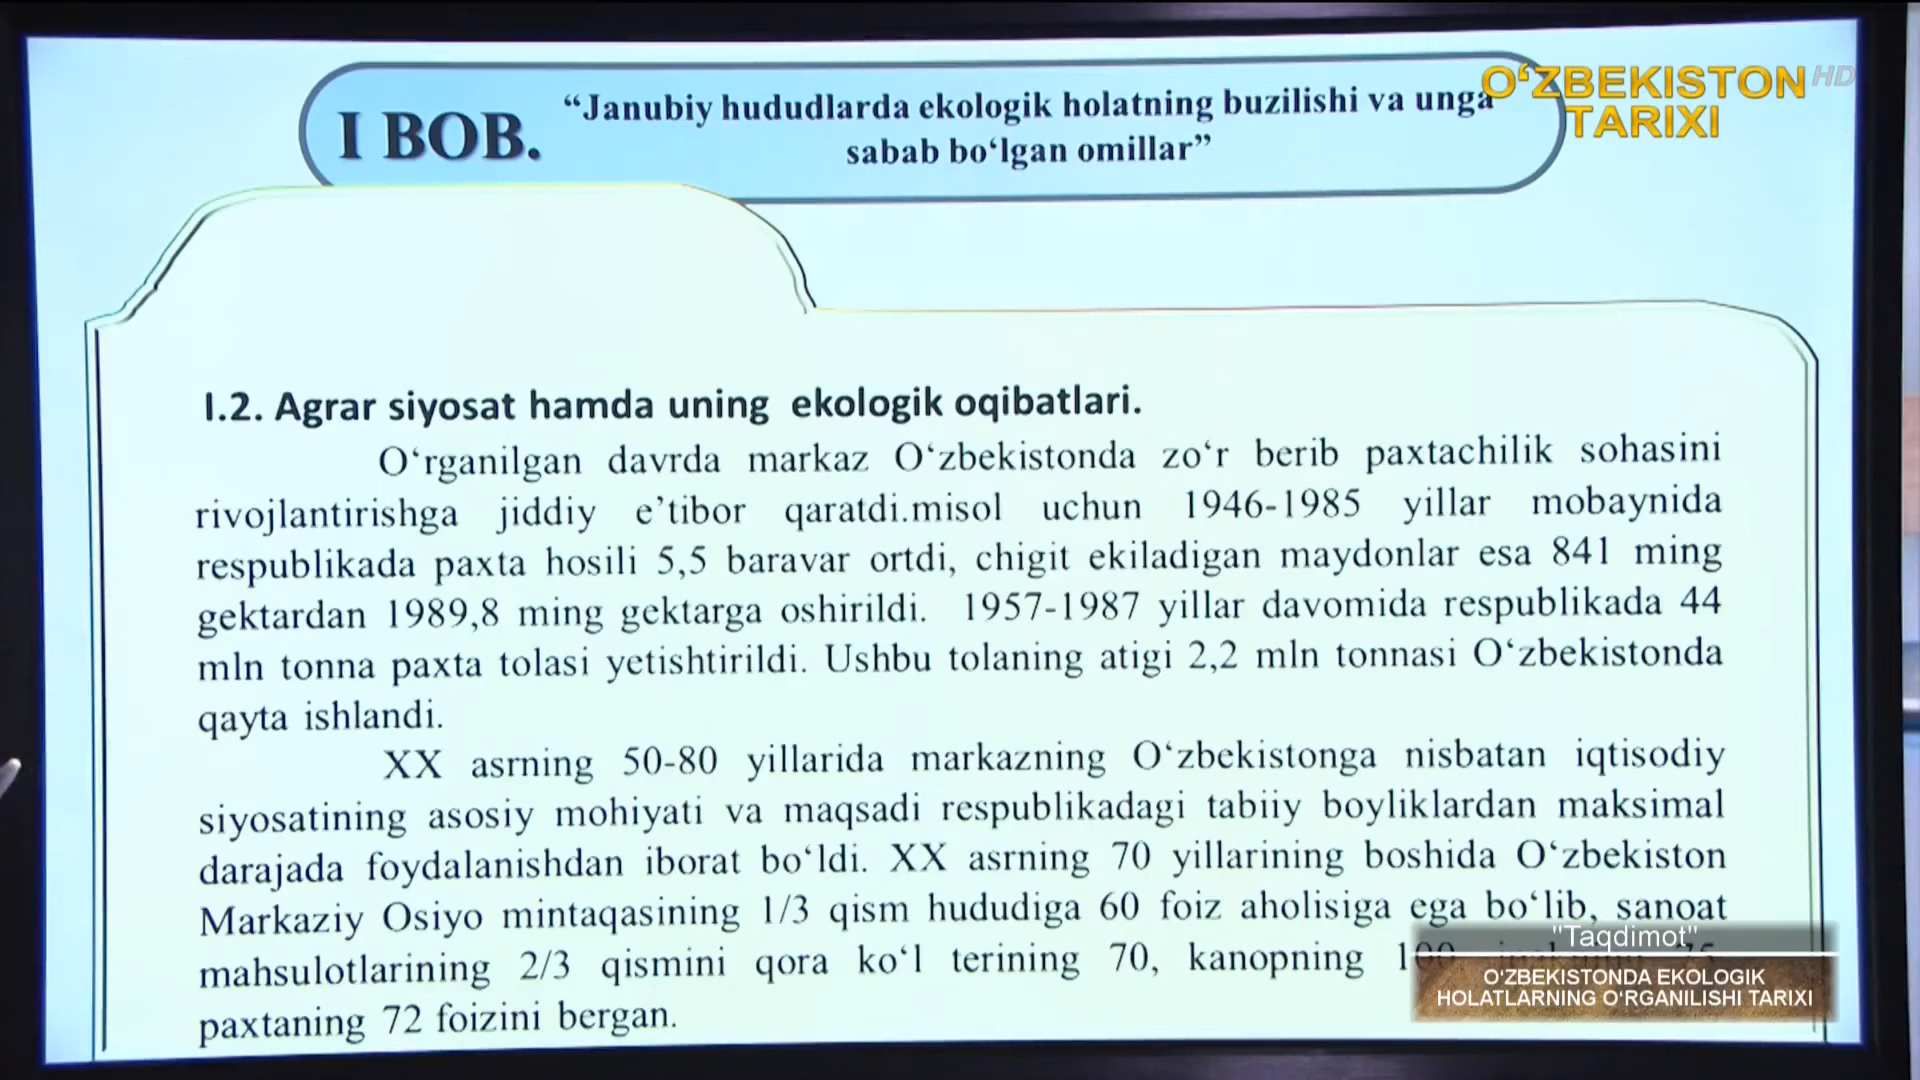 I BOB.
“Janubiy hududlarda ekologik holatning buzilishi va unga
sabab bo‘lgan omillar”
O‘ZBEKISTON HD
TARIXI
I.2. Agrar siyosat hamda uning ekologik oqibatlari.
O‘rganilgan davrda markaz O‘zbekistonda zo‘r berib paxtachilik sohasini
rivojlantirishga jiddiy e’tibor qaratdi.misol uchun 1946-1985 yillar mobaynida
respublikada paxta hosili 5,5 baravar ortdi, chigit ekiladigan maydonlar esa 841 ming
gektardan 1989,8 ming gektarga oshirildi. 1957-1987 yillar davomida respublikada 44
mln tonna paxta tolasi yetishtirildi. Ushbu tolaning atigi 2,2 mln tonnasi O‘zbekistonda
qayta ishlandi.
XX asrning 50-80 yillarida markazning O‘zbekistonga nisbatan iqtisodiy
siyosatining asosiy mohiyati va maqsadi respublikadagi tabiiy boyliklardan maksimal
darajada foydalanishdan iborat bo‘ldi. XX asrning 70 yillarining boshida O‘zbekiston
Markaziy Osiyo mintaqasining 1/3 qism hududiga 60 foiz aholisiga ega bo‘lib, sanoat
mahsulotlarining 2/3 qismini qora ko‘l terining 70, kanopning 100
paxtaning 72 foizini bergan.
"Taqdimot"
O‘ZBEKISTONDA EKOLOGIK
HOLATLARNING O‘RGANILISHI TARIXI